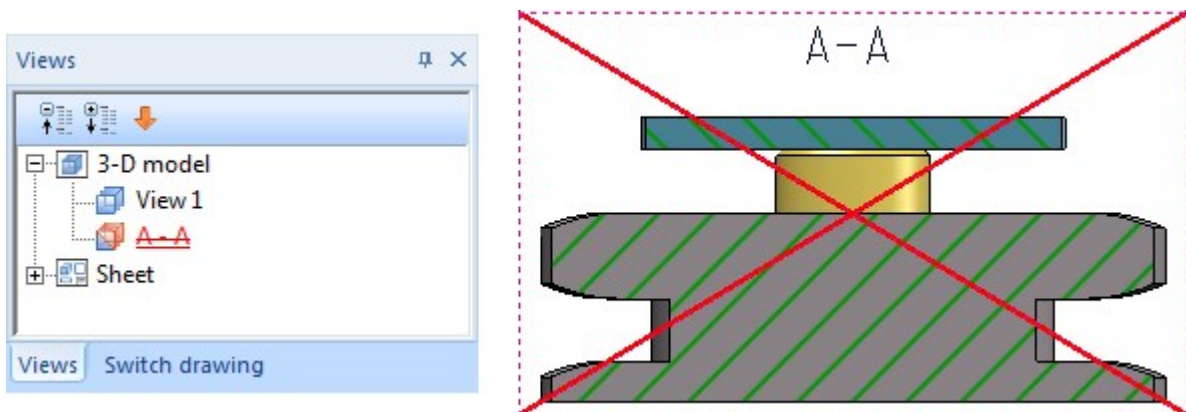 Views
3-D model
View 1
A - A
Sheet
Views Switch drawing
A-A